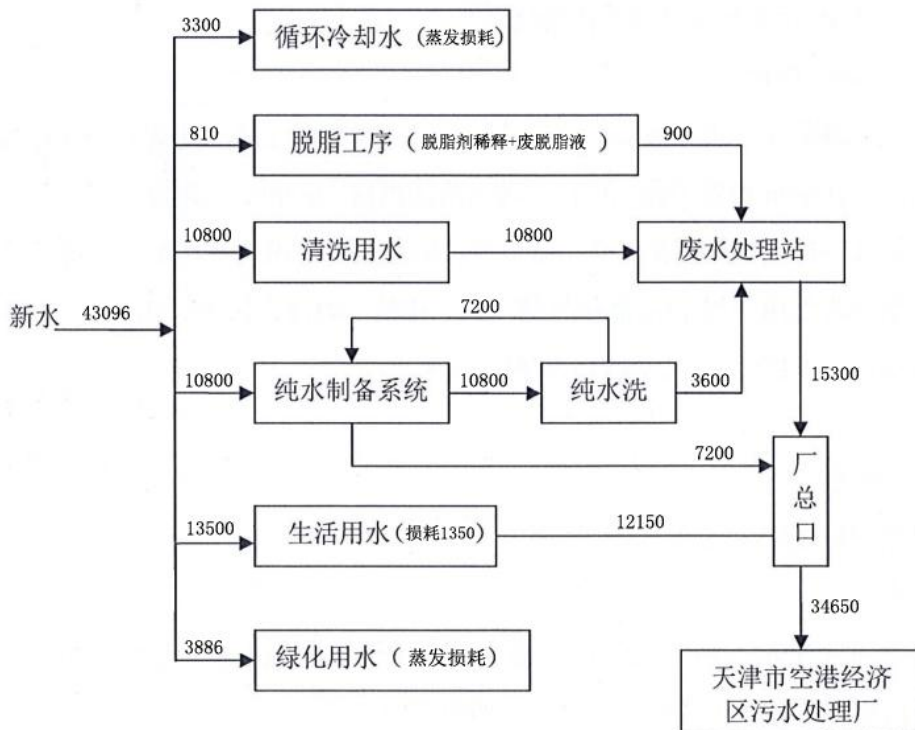 3300
循环冷却水（蒸发损耗）
810
脱脂工序（脱脂剂稀释+废脱脂液）
900
10800
清洗用水
10800
废水处理站
新水
43096
7200
10800
纯水制备系统
10800
纯水洗
3600
15300
7200
厂
总
口
13500
生活用水(损耗1350)
12150
34650
3886
绿化用水（蒸发损耗）
天津市空港经济
区污水处理厂